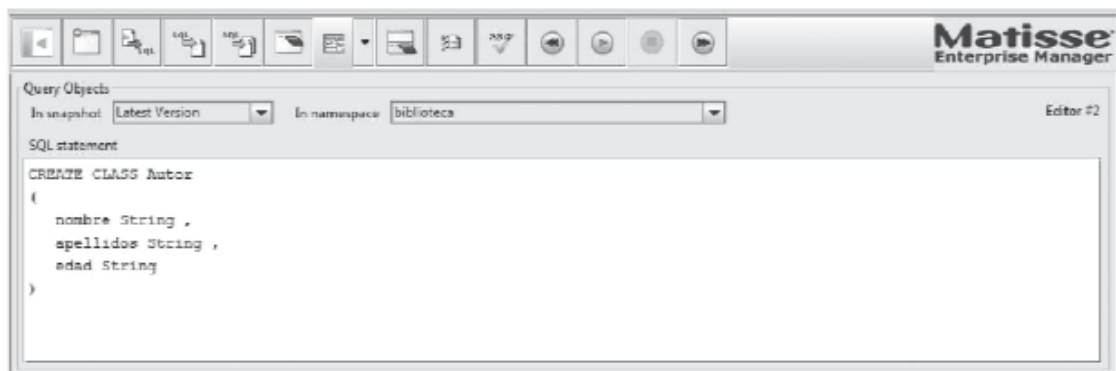 SQL
Matisse
Enterprise Manager
Query Objects
In snapshot Latest Version In namespace biblioteca Editor #2
SQL statement
CREATE CLASS Autor
(
nombre String ,
apellidos String ,
edad String
)